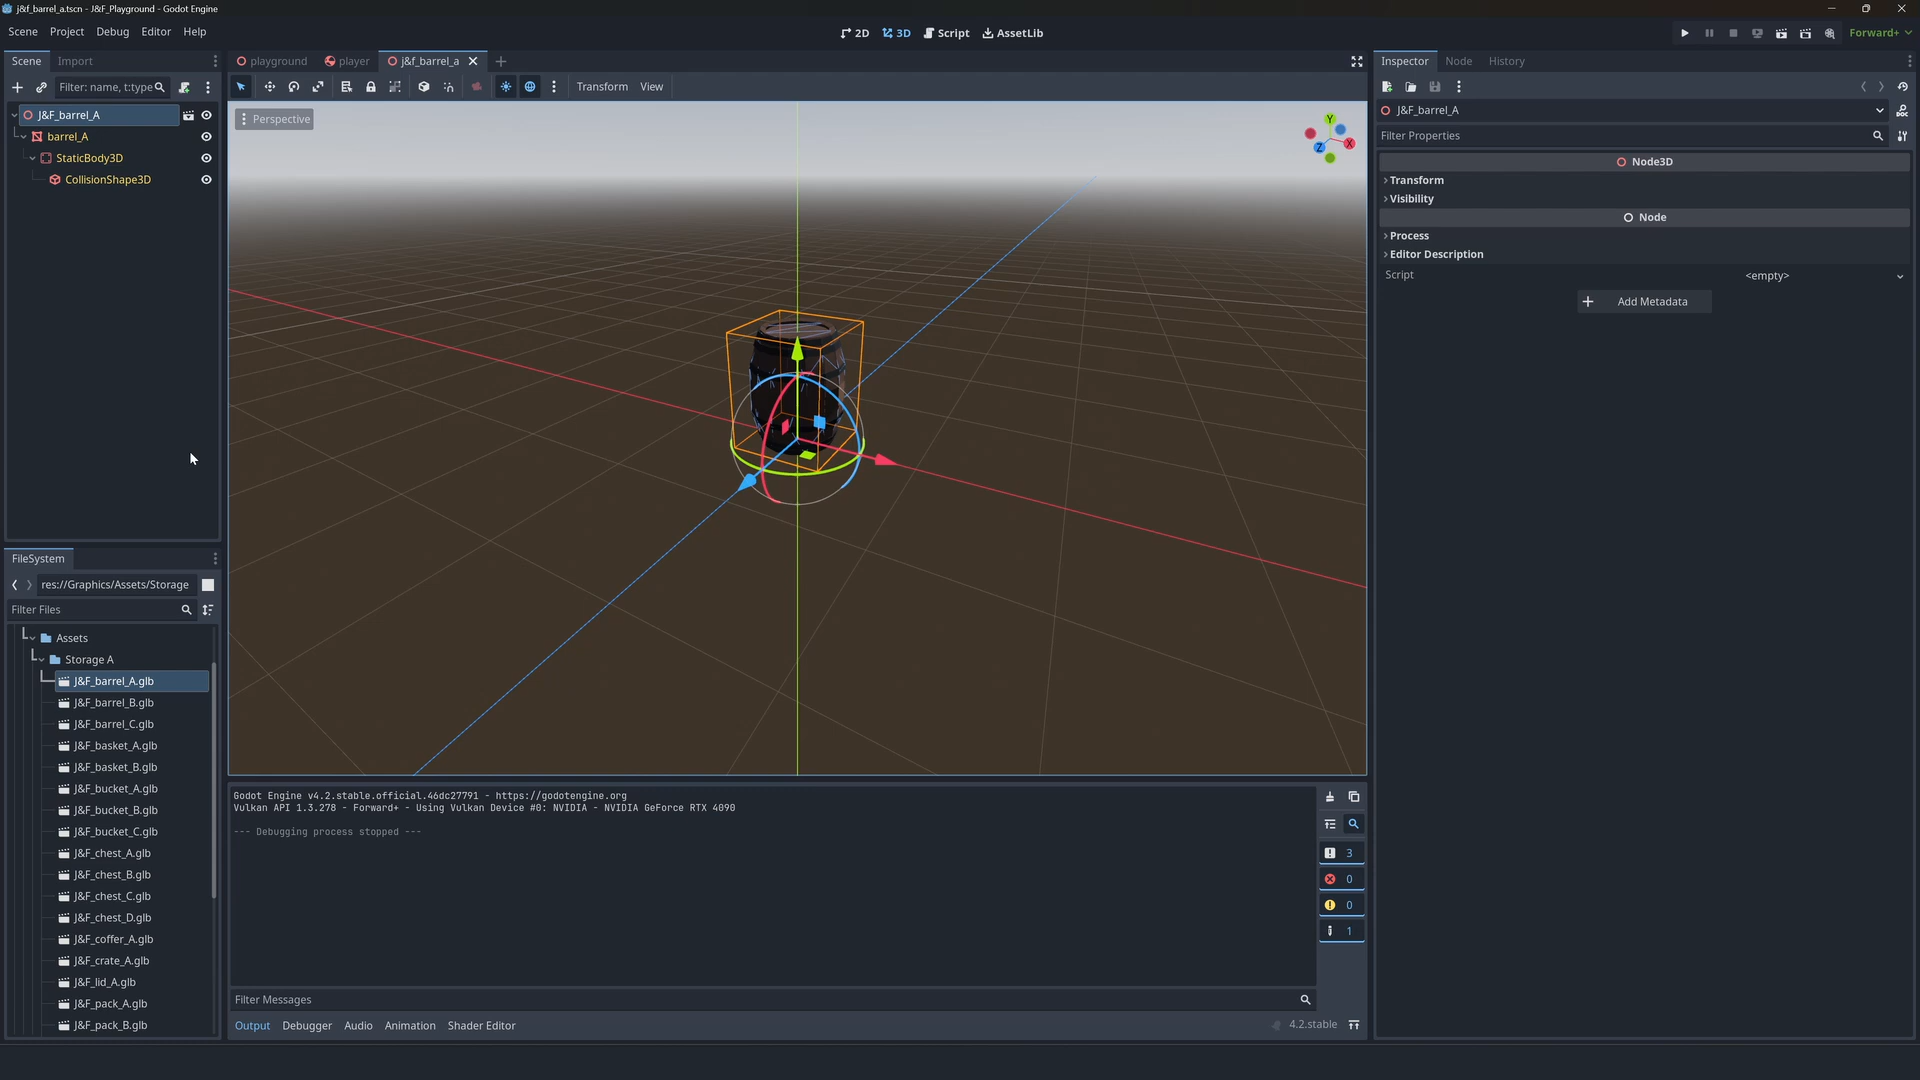 j&f_barrel_a.tscn - J&F_Playground - Godot Engine
Scene Project Debug Editor Help
2D 3D Script AssetLib
Forward+
Scene Import
playground player j&f_barrel_a
Inspector Node History
Filter: name, t:type
Transform View
J&F_barrel_A
barrel_A
StaticBody3D
CollisionShape3D
Perspective
Y
X
Z
J&F_barrel_A
Filter Properties
Node3D
Transform
Visibility
Node
Process
Editor Description
Script <empty>
Add Metadata
FileSystem
res://Graphics/Assets/Storage
Filter Files
Assets
Storage A
J&F_barrel_A.glb
J&F_barrel_B.glb
J&F_barrel_C.glb
J&F_basket_A.glb
J&F_basket_B.glb
J&F_bucket_A.glb
J&F_bucket_B.glb
J&F_bucket_C.glb
J&F_chest_A.glb
J&F_chest_B.glb
J&F_chest_C.glb
J&F_chest_D.glb
J&F_coffer_A.glb
J&F_crate_A.glb
J&F_lid_A.glb
J&F_pack_A.glb
J&F_pack_B.glb
Godot Engine v4.2.stable.official.46dc27791 - https://godotengine.org
Vulkan API 1.3.278 - Forward+ - Using Vulkan Device #0: NVIDIA - NVIDIA GeForce RTX 4090
--- Debugging process stopped ---
3
0
0
1
Filter Messages
Output Debugger Audio Animation Shader Editor
4.2.stable